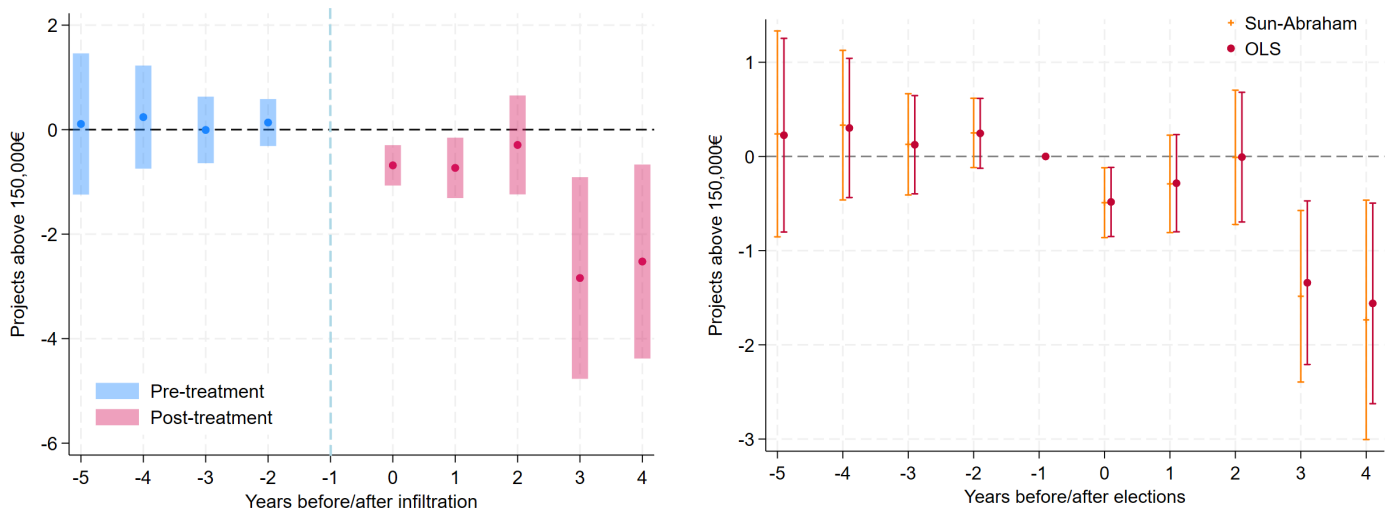 Projects above 150,000€
2
0
-2
-4
-6
Pre-treatment
Post-treatment
-5 -4 -3 -2 -1 0 1 2 3 4
Years before/after infiltration
Sun-Abraham
OLS
Projects above 150,000€
1
0
-1
-2
-3
-5 -4 -3 -2 -1 0 1 2 3 4
Years before/after elections